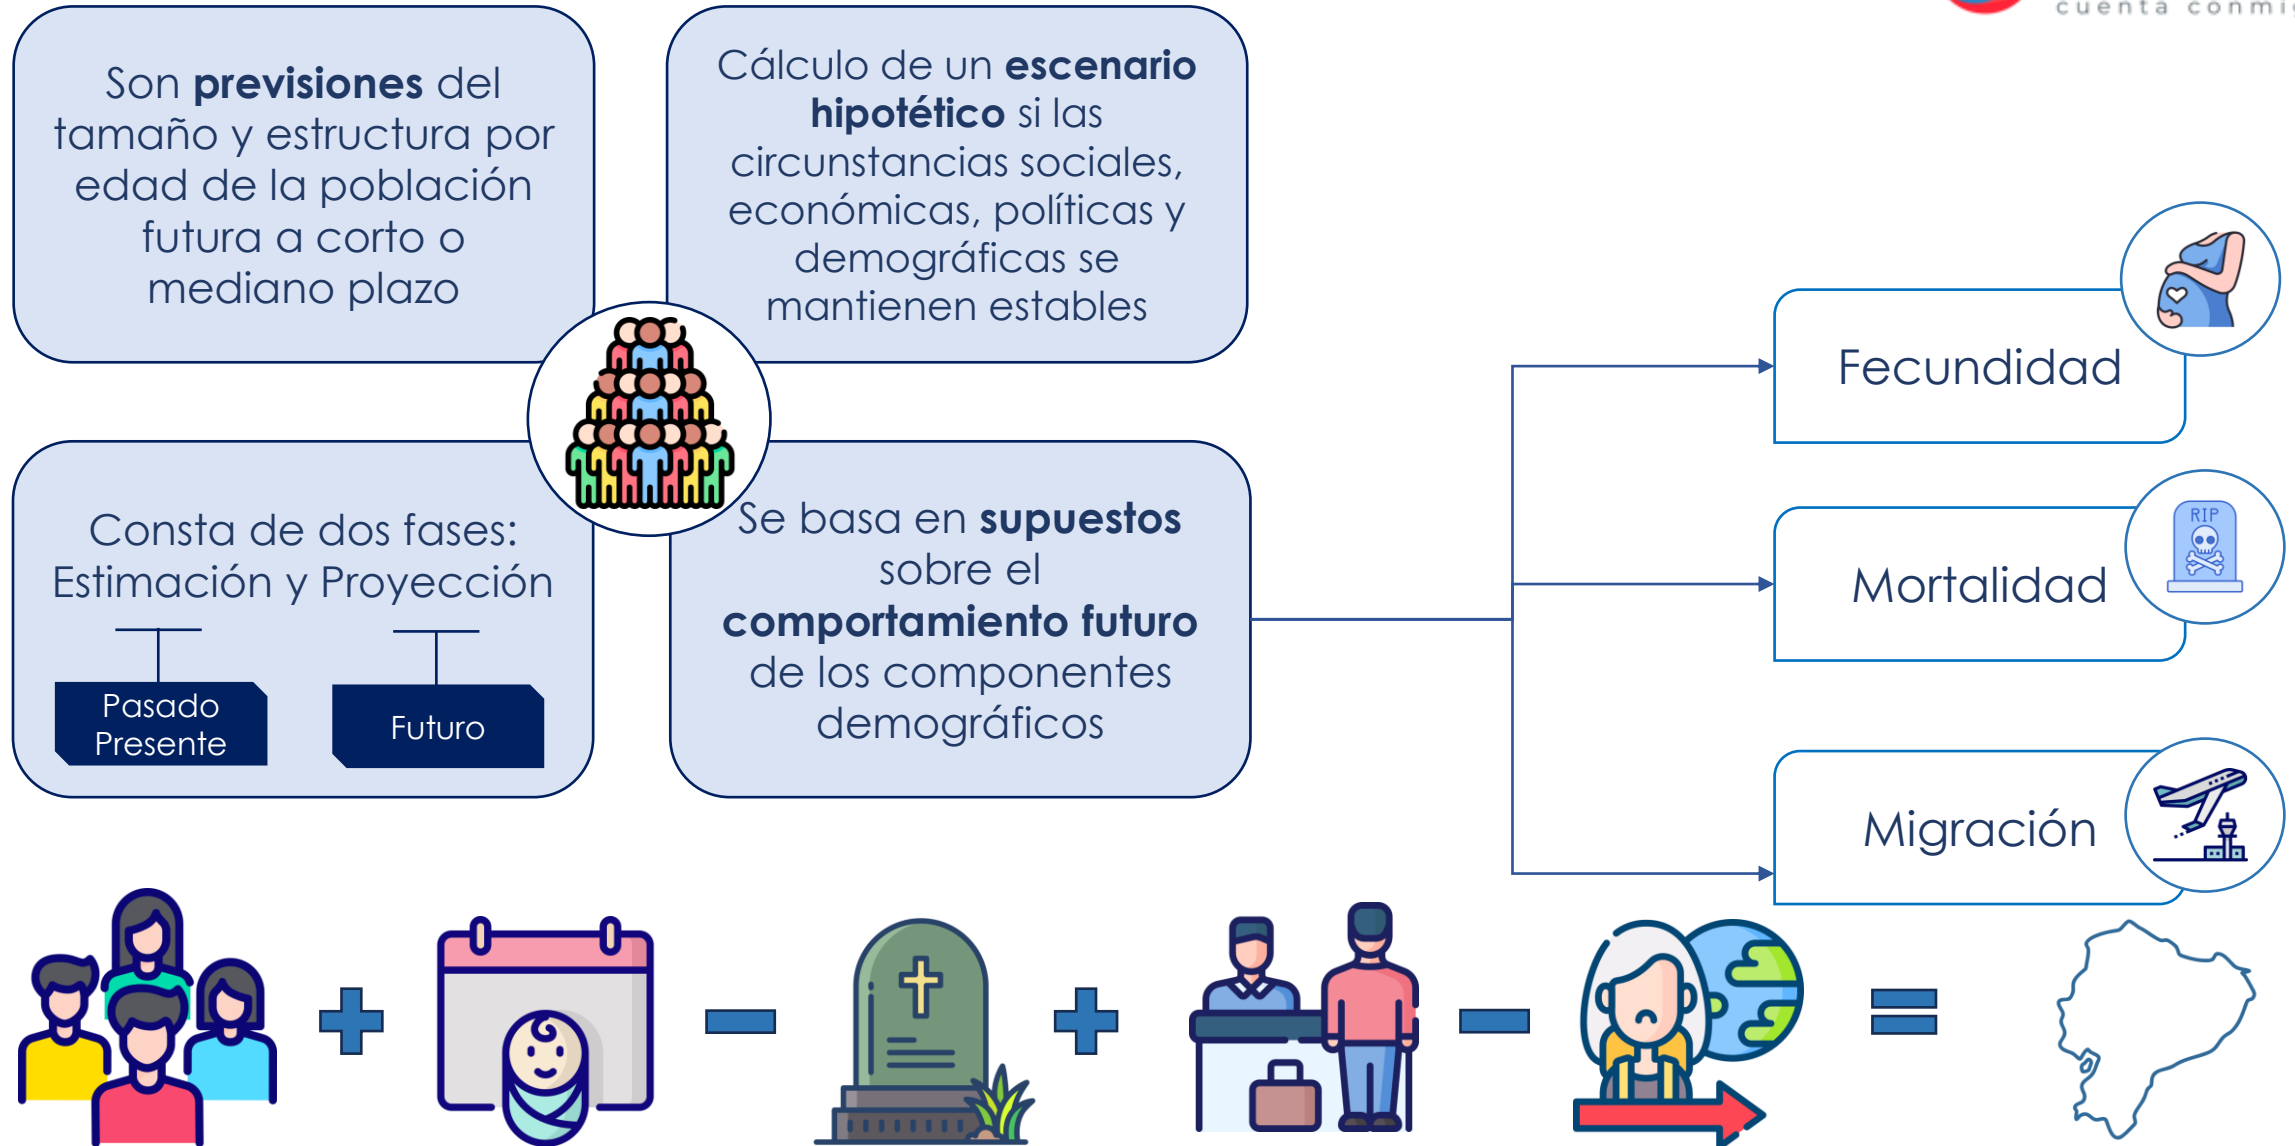 cuenta conmi
Son previsiones del
tamaño y estructura por
edad de la población
futura a corto o
mediano plazo
Cálculo de un escenario
hipotético si las
circunstancias sociales,
económicas, políticas y
demográficas se
mantienen estables
Consta de dos fases:
Estimación y Proyección
Pasado
Presente
Futuro
Se basa en supuestos
sobre el
comportamiento futuro
de los componentes
demográficos
Fecundidad
Mortalidad
RIP
Migración